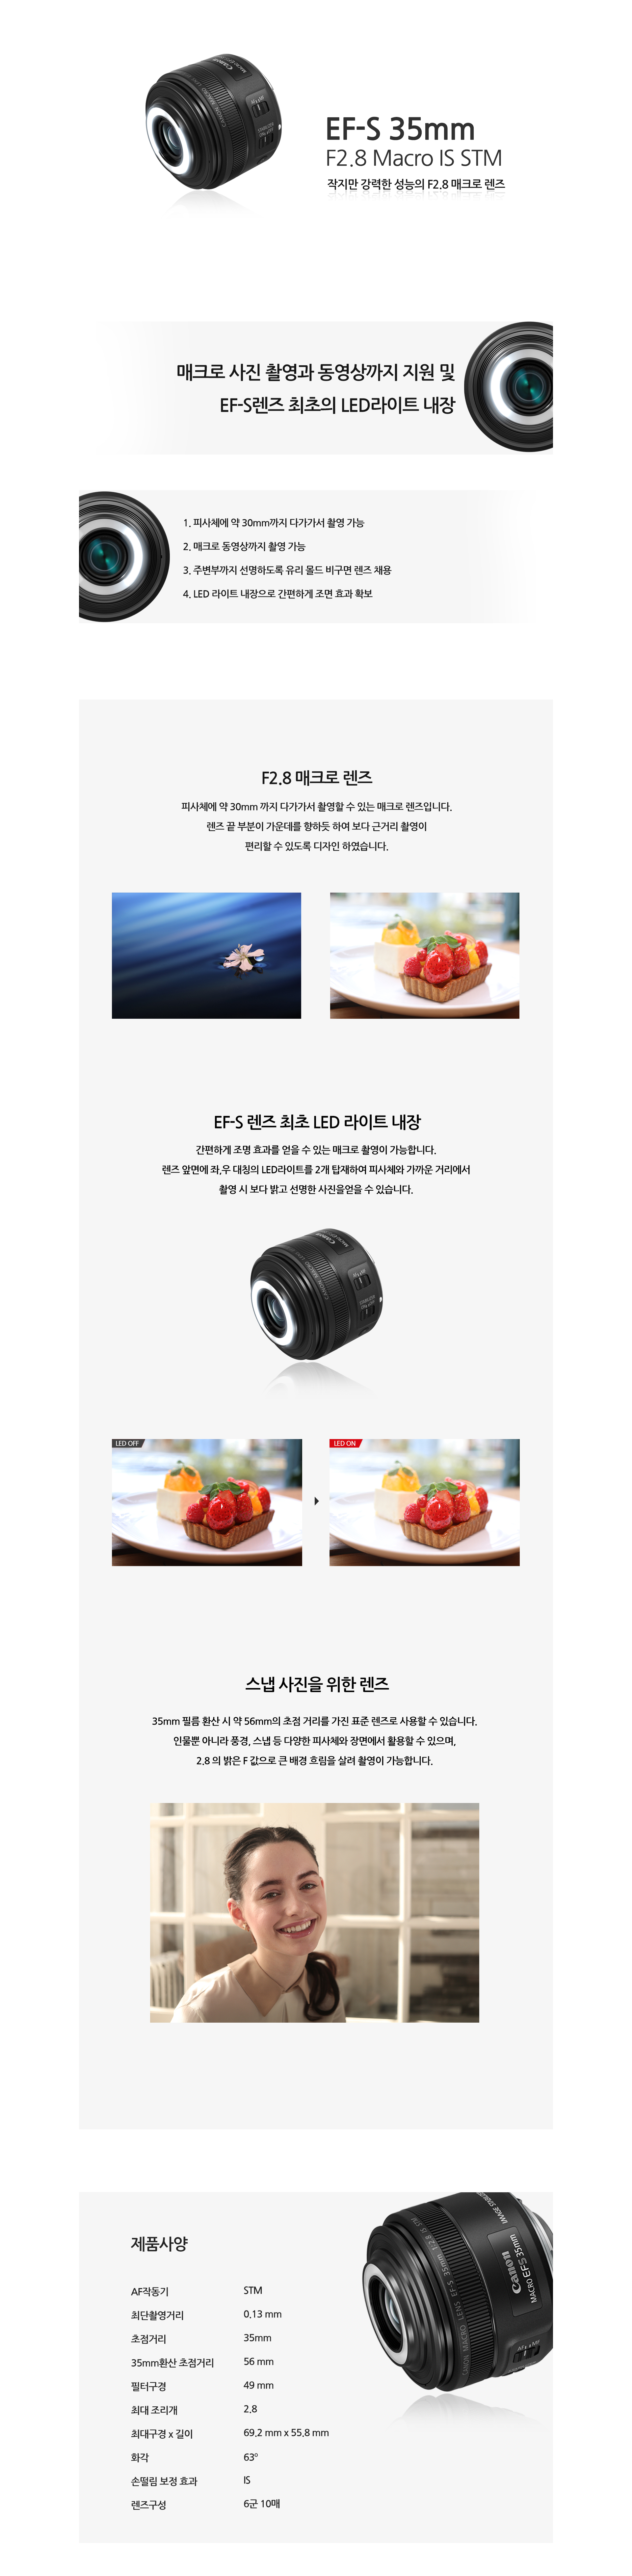 EF-S 35mm
F2.8 Macro IS STM
작지만 강력한 성능의 F2.8 매크로 렌즈
매크로 사진 촬영과 동영상까지 지원 및
EF-S렌즈 최초의 LED라이트 내장
1. 피사체에 약 30mm까지 다가가서 촬영 가능
2. 매크로 동영상까지 촬영 가능
3. 주변부까지 선명하도록 유리 몰드 비구면 렌즈 채용
4. LED 라이트 내장으로 간편하게 조면 효과 확보
F2.8 매크로 렌즈
피사체에 약 30mm 까지 다가가서 촬영할 수 있는 매크로 렌즈입니다.
렌즈 끝 부분이 가운데를 향하듯 하여 보다 근거리 촬영이
편리할 수 있도록 디자인 하였습니다.
EF-S 렌즈 최초 LED 라이트 내장
간편하게 조명 효과를 얻을 수 있는 매크로 촬영이 가능합니다.
렌즈 앞면에 좌,우 대칭의 LED라이트를 2개 탑재하여 피사체와 가까운 거리에서
촬영 시 보다 밝고 선명한 사진을얻을 수 있습니다.
LED OFF
LED ON
스냅 사진을 위한 렌즈
35mm 필름 환산 시 약 56mm의 초점 거리를 가진 표준 렌즈로 사용할 수 있습니다.
인물뿐 아니라 풍경, 스냅 등 다양한 피사체와 장면에서 활용할 수 있으며,
2.8 의 밝은 F 값으로 큰 배경 흐림을 살려 촬영이 가능합니다.
제품사양
AF작동기 STM
최단촬영거리 0.13 mm
초점거리 35mm
35mm환산 초점거리 56 mm
필터구경 49 mm
최대 조리개 2.8
최대구경 x 길이 69.2 mm x 55.8 mm
화각 63º
손떨림 보정 효과 IS
렌즈구성 6군 10매
Canon
MACRO EF-S 35mm
CANON MACRO LENS EF-S 35mm 1:2.8 IS STM